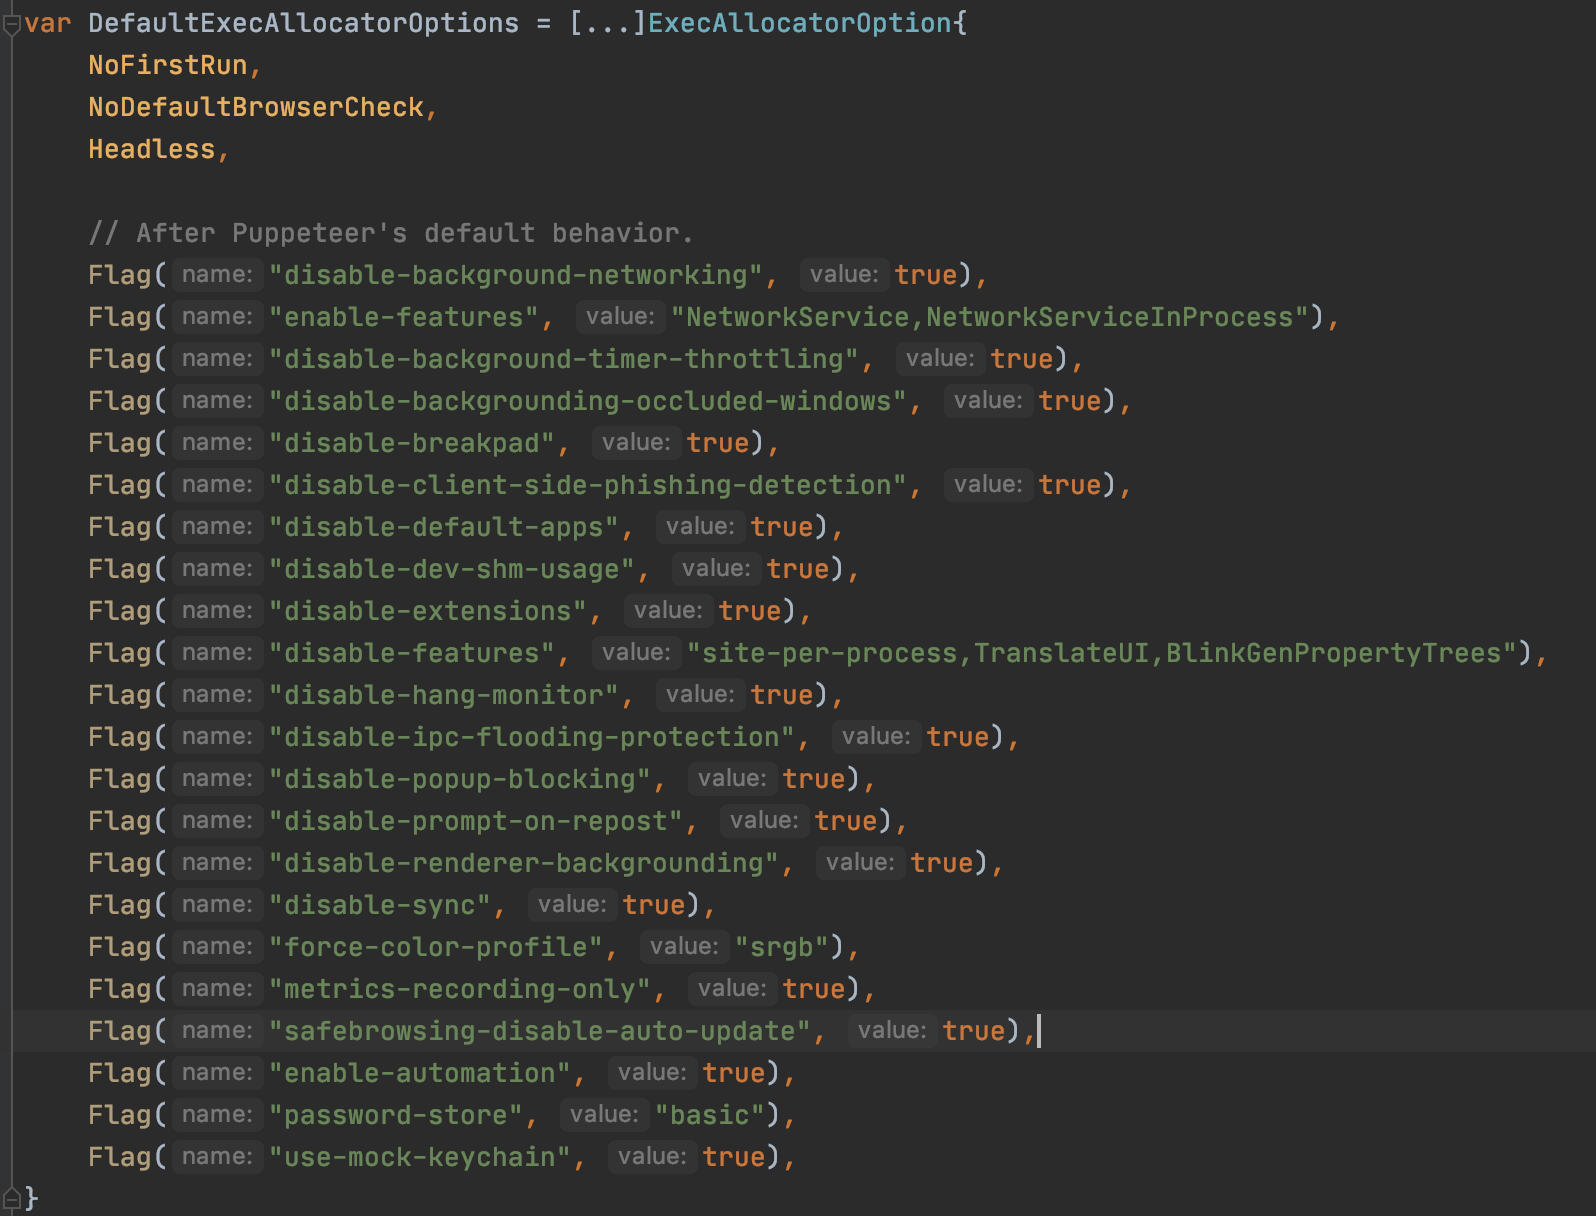 var DefaultExecAllocatorOptions = [...]ExecAllocatorOption{
NoFirstRun,
NoDefaultBrowserCheck,
Headless,
// After Puppeteer's default behavior.
Flag( name: "disable-background-networking", value: true),
Flag( name: "enable-features", value: "NetworkService,NetworkServiceInProcess"),
Flag( name: "disable-background-timer-throttling", value: true),
Flag( name: "disable-backgrounding-occluded-windows", value: true),
Flag( name: "disable-breakpad", value: true),
Flag( name: "disable-client-side-phishing-detection", value: true),
Flag( name: "disable-default-apps", value: true),
Flag( name: "disable-dev-shm-usage", value: true),
Flag( name: "disable-extensions", value: true),
Flag( name: "disable-features", value: "site-per-process,TranslateUI,BlinkGenPropertyTrees"),
Flag( name: "disable-hang-monitor", value: true),
Flag( name: "disable-ipc-flooding-protection", value: true),
Flag( name: "disable-popup-blocking", value: true),
Flag( name: "disable-prompt-on-repost", value: true),
Flag( name: "disable-renderer-backgrounding", value: true),
Flag( name: "disable-sync", value: true),
Flag( name: "force-color-profile", value: "srgb"),
Flag( name: "metrics-recording-only", value: true),
Flag( name: "safebrowsing-disable-auto-update", value: true),
Flag( name: "enable-automation", value: true),
Flag( name: "password-store", value: "basic"),
Flag( name: "use-mock-keychain", value: true),
}